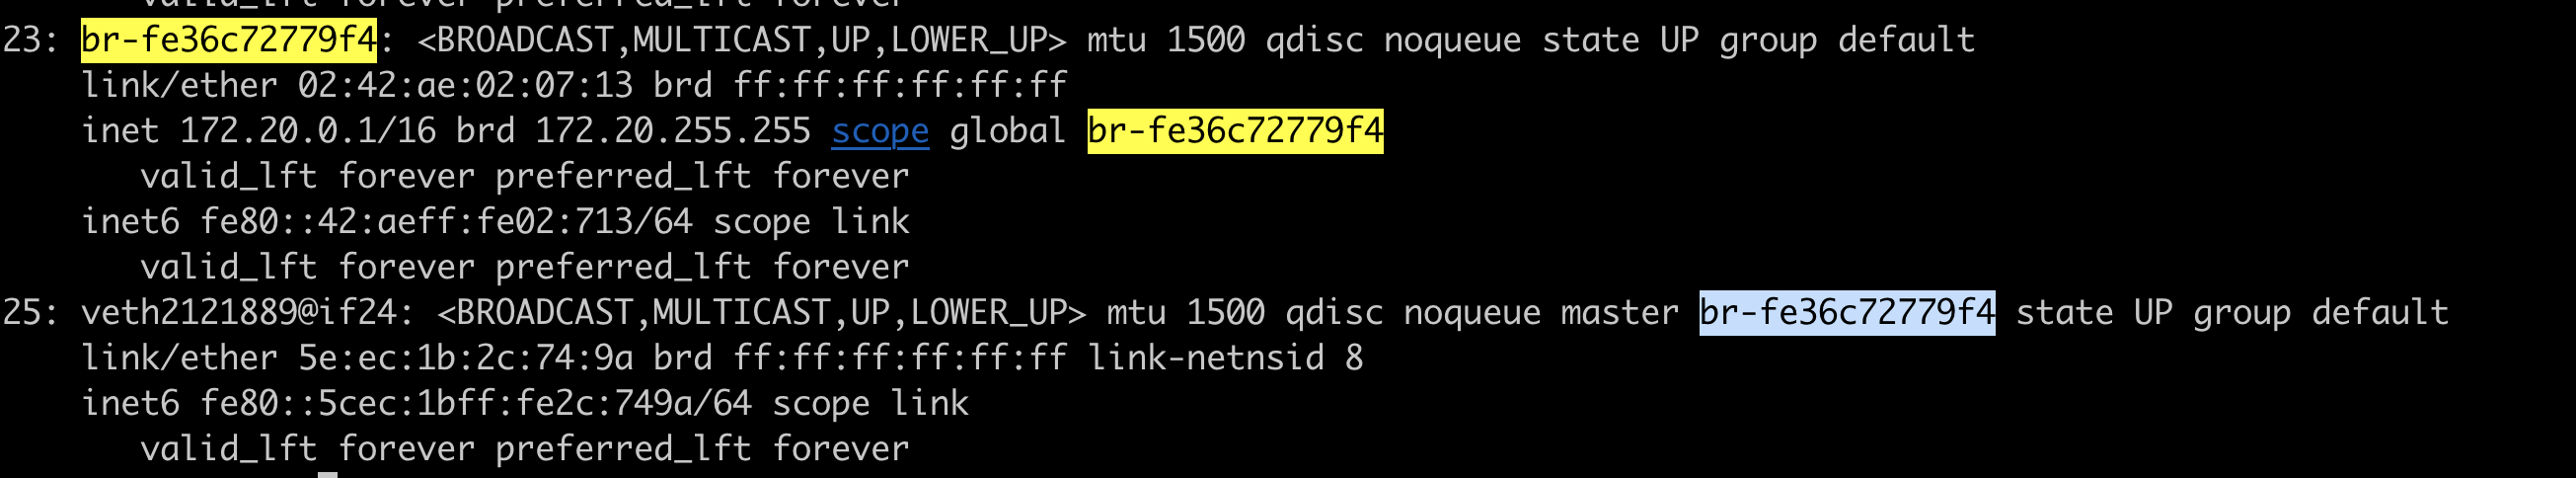 valid_lft forever preferred_lft forever
23: br-fe36c72779f4: <BROADCAST,MULTICAST,UP,LOWER_UP> mtu 1500 qdisc noqueue state UP group default
    link/ether 02:42:ae:02:07:13 brd ff:ff:ff:ff:ff:ff
    inet 172.20.0.1/16 brd 172.20.255.255 scope global br-fe36c72779f4
       valid_lft forever preferred_lft forever
    inet6 fe80::42:aeff:fe02:713/64 scope link
       valid_lft forever preferred_lft forever
25: veth2121889@if24: <BROADCAST,MULTICAST,UP,LOWER_UP> mtu 1500 qdisc noqueue master br-fe36c72779f4 state UP group default
    link/ether 5e:ec:1b:2c:74:9a brd ff:ff:ff:ff:ff:ff link-netnsid 8
    inet6 fe80::5cec:1bff:fe2c:749a/64 scope link
       valid_lft forever preferred_lft forever